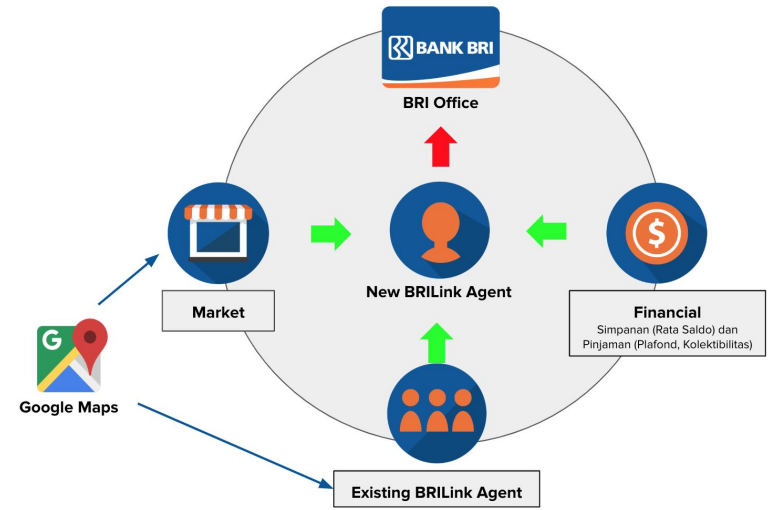 BANK BRI
BRI Office
New BRILink Agent
Market
$
Financial
Simpanan (Rata Saldo) dan
Pinjaman (Plafond, Kolektibilitas)
G
Google Maps
Existing BRILink Agent